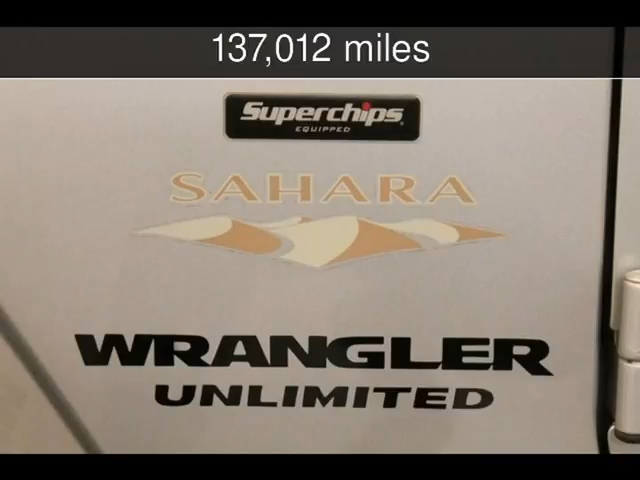 137,012 miles
Superchips
EQUIPPED
SAHARA
WRANGLER
UNLIMITED